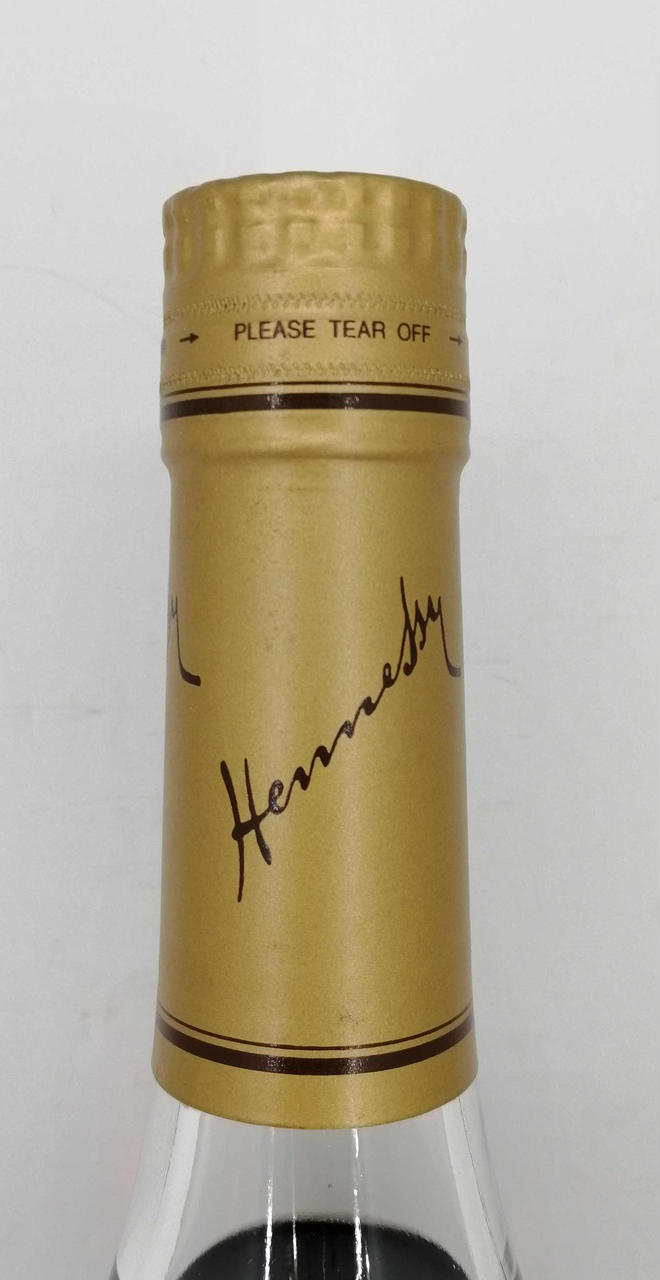 → PLEASE TEAR OFF →
Hennessy